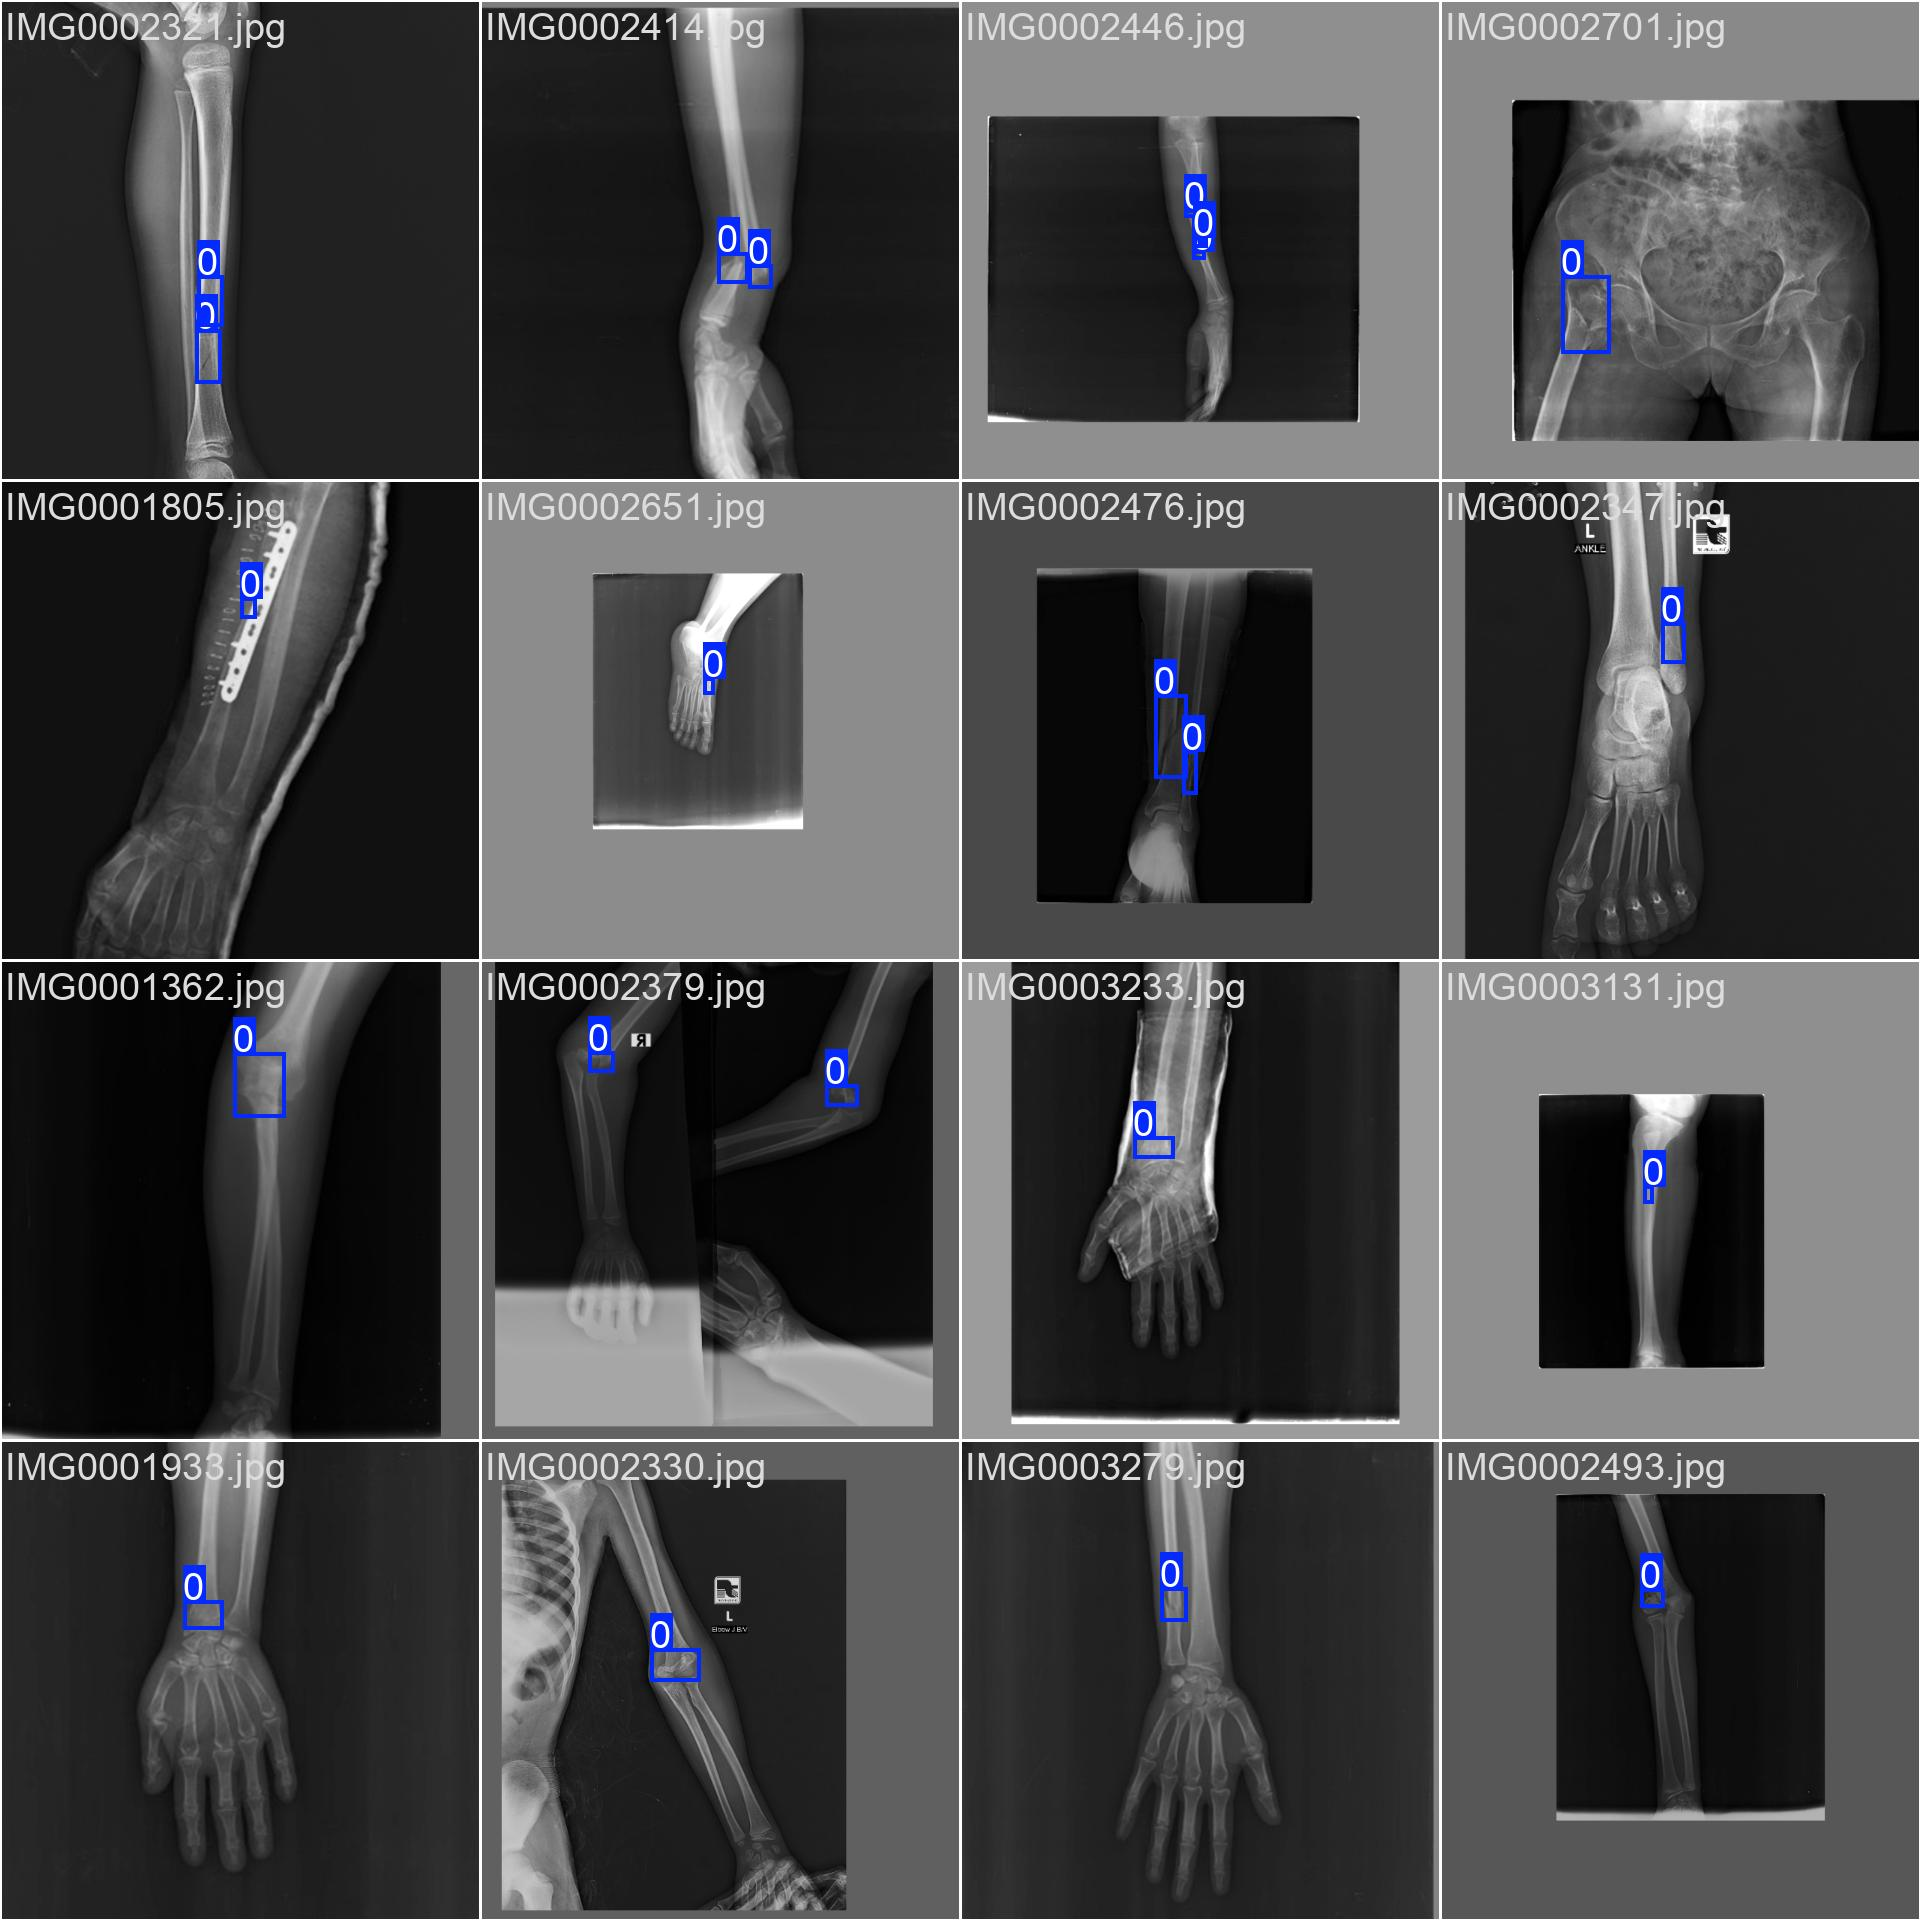 IMG0002321.jpg
IMG0002414.jpg
IMG0002446.jpg
IMG0002701.jpg
0
0
0
0
0
0
0
IMG0001805.jpg
IMG0002651.jpg
IMG0002476.jpg
IMG0002347.jpg
L
ANKLE
0
0
0
0
0
IMG0001362.jpg
IMG0002379.jpg
IMG0003233.jpg
IMG0003131.jpg
0
0
R
0
0
0
IMG0001933.jpg
IMG0002330.jpg
IMG0003279.jpg
IMG0002493.jpg
L
0
0
0
0